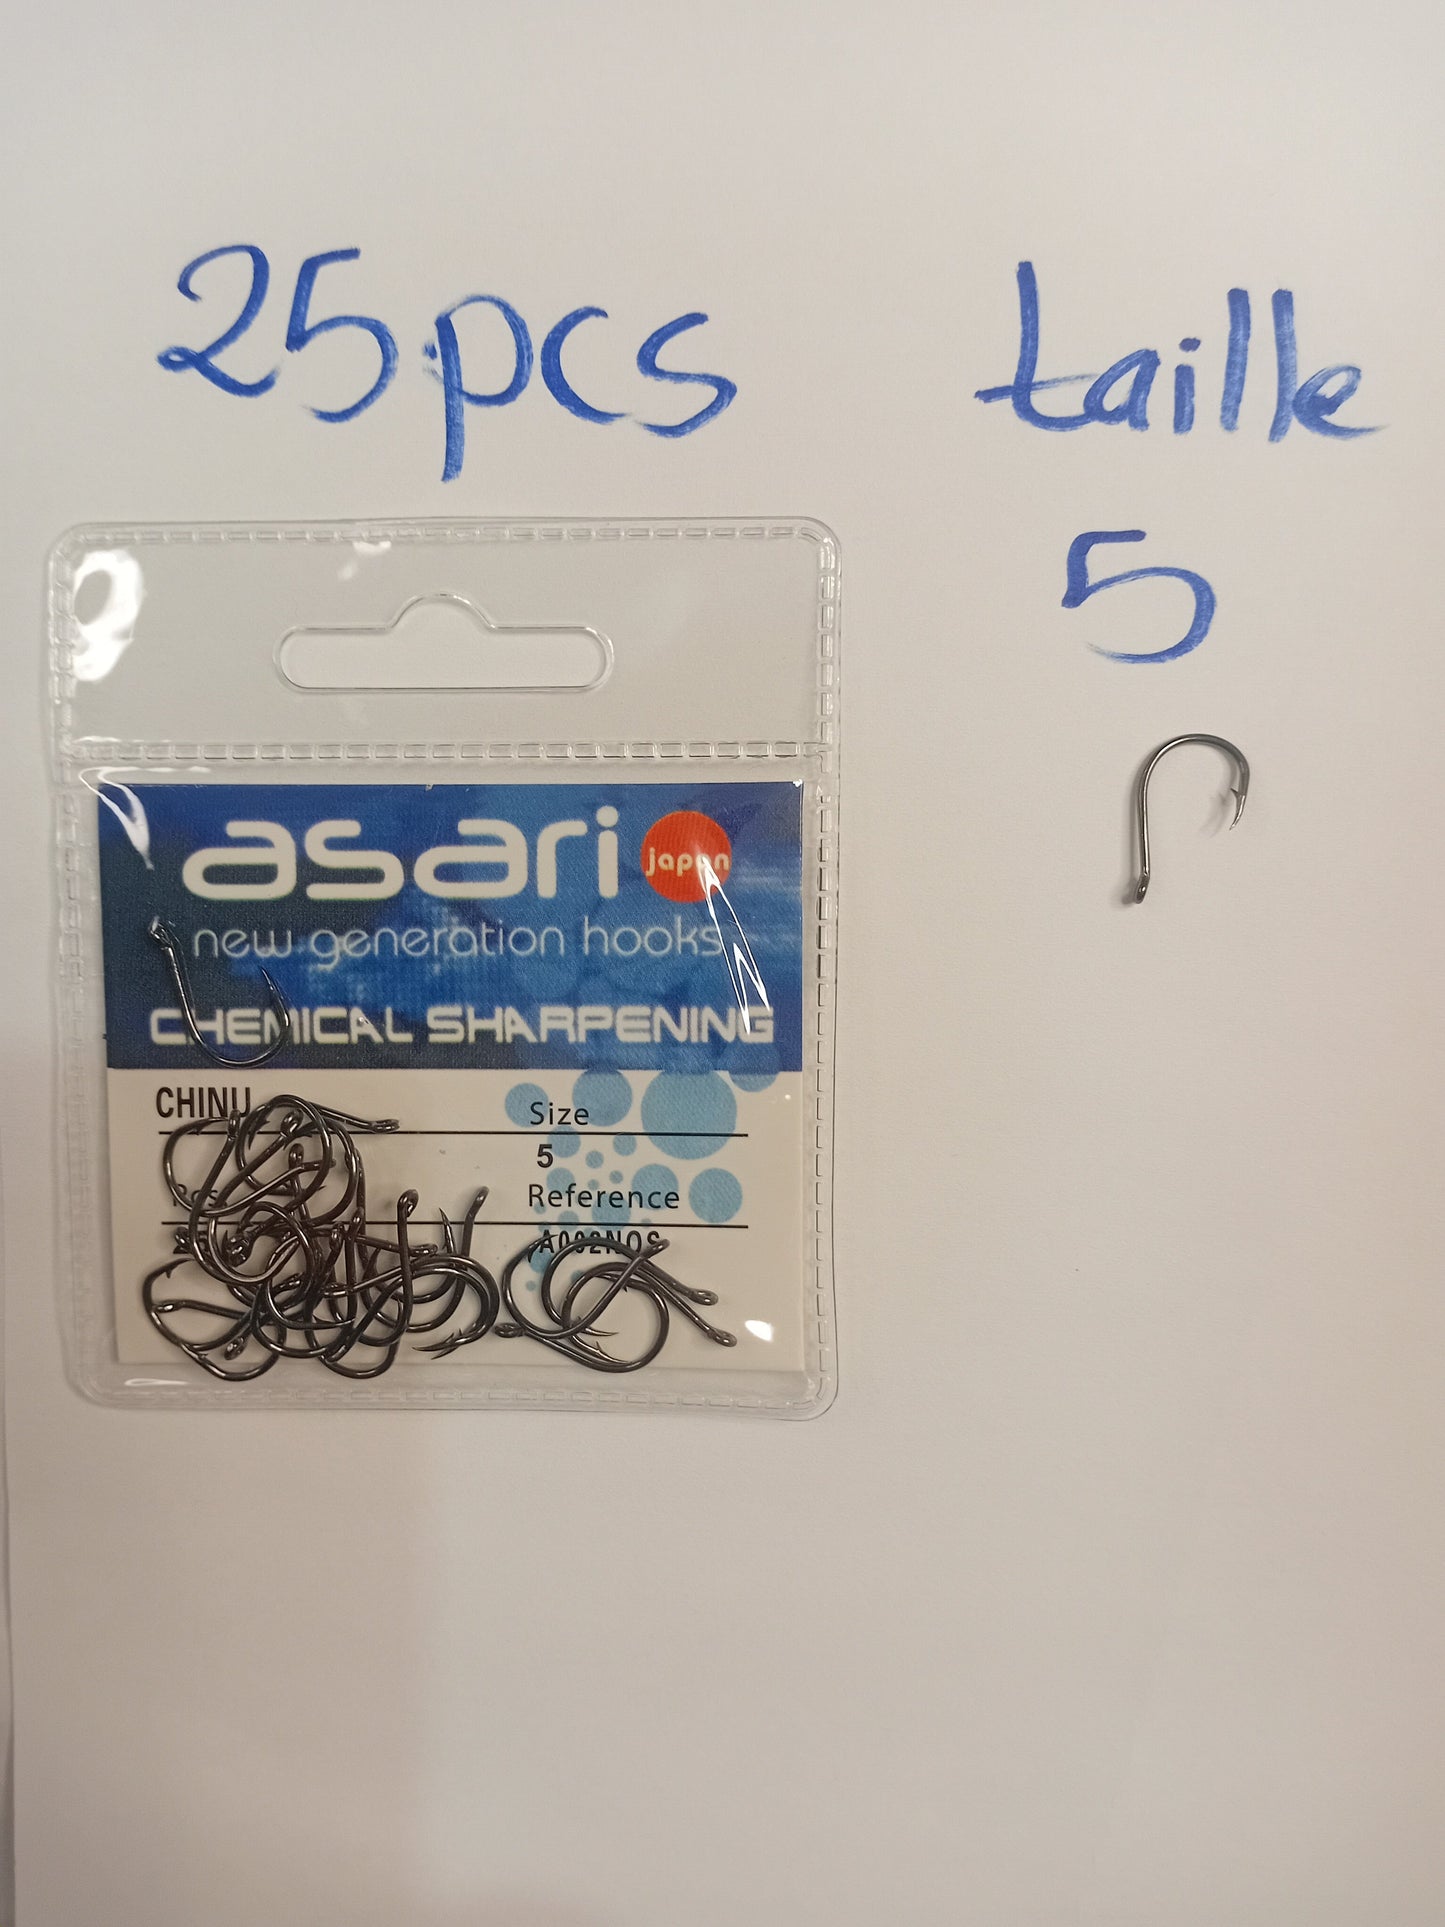 25pcs taille
5
asari japan
new generation hooks
CHEMICAL SHARPENING
CHINU
Size
5
Reference